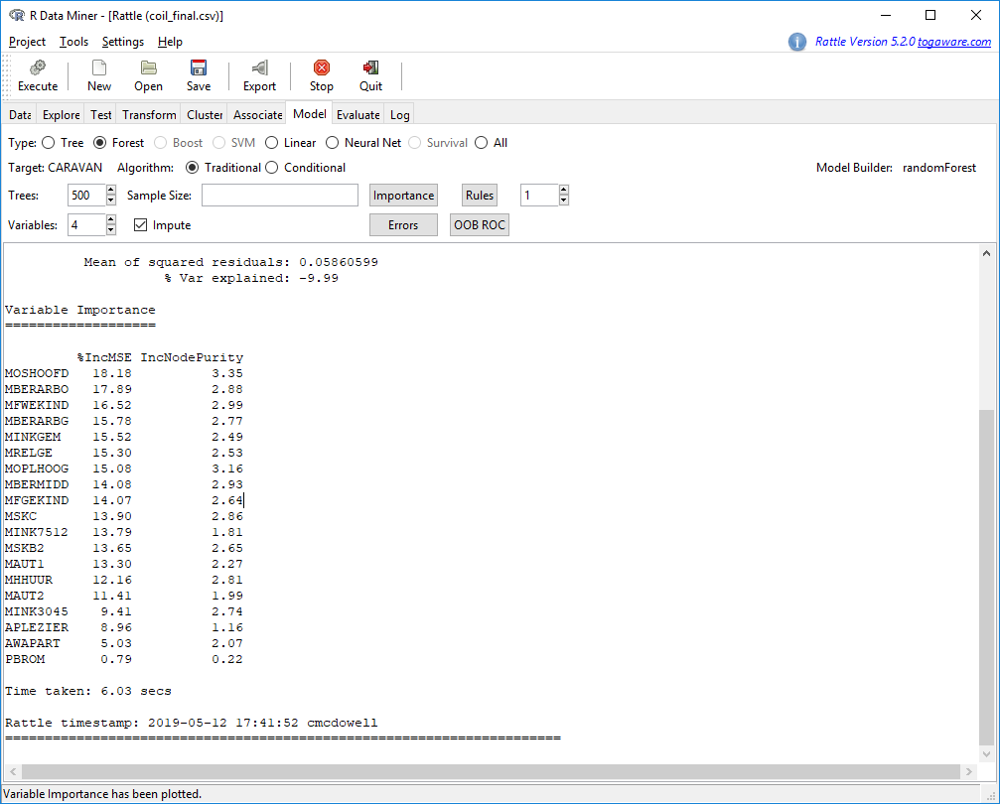 R Data Miner - [Rattle (coil_final.csv)]
Project Tools Settings Help
Rattle Version 5.2.0 togaware.com
Execute New Open Save Export Stop Quit
Data Explore Test Transform Cluster Associate Model Evaluate Log
Type: Tree Forest Boost SVM Linear Neural Net Survival All
Target: CARAVAN Algorithm: Traditional Conditional Model Builder: randomForest
Trees: 500 Sample Size: Importance Rules 1
Variables: 4 Impute Errors OOB ROC
Mean of squared residuals: 0.05860599
% Var explained: -9.99
Variable Importance
===================
%IncMSE IncNodePurity
MOSHOOFD 18.18 3.35
MBERARBO 17.89 2.88
MFWEKIND 16.52 2.99
MBERARBG 15.78 2.77
MINKGEM 15.52 2.49
MRELGE 15.30 2.53
MOPLHOOG 15.08 3.16
MBERMIDD 14.08 2.93
MFGEKIND 14.07 2.64
MSKC 13.90 2.86
MINK7512 13.79 1.81
MSKB2 13.65 2.65
MAUT1 13.30 2.27
MHHUUR 12.16 2.81
MAUT2 11.41 1.99
MINK3045 9.41 2.74
APLEZIER 8.96 1.16
AWAPART 5.03 2.07
PBROM 0.79 0.22
Time taken: 6.03 secs
Rattle timestamp: 2019-05-12 17:41:52 cmcdowell
======================================================================
Variable Importance has been plotted.